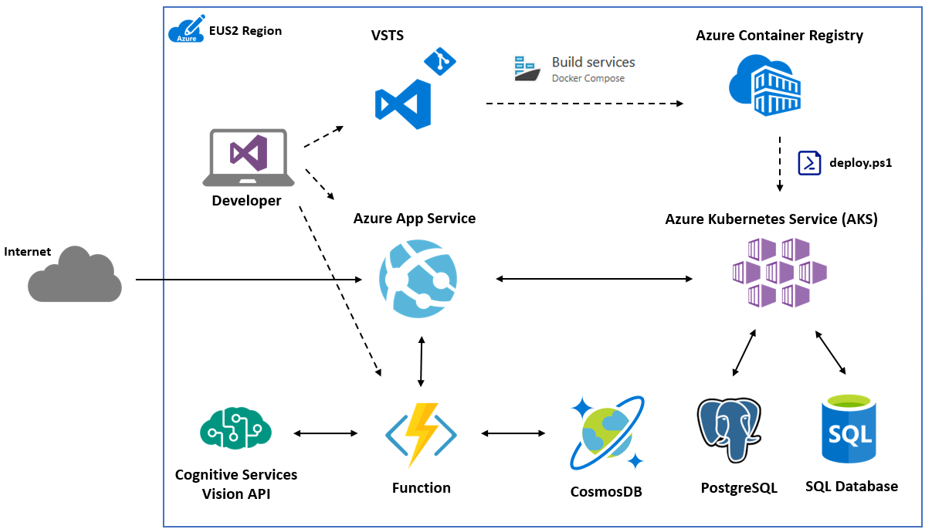 Azure
EUS2 Region
VSTS
Azure Container Registry
Build services
Docker Compose
deploy.ps1
Developer
Azure App Service
Azure Kubernetes Service (AKS)
Internet
SQL
Cognitive Services
Vision API
Function
CosmosDB
PostgreSQL
SQL Database